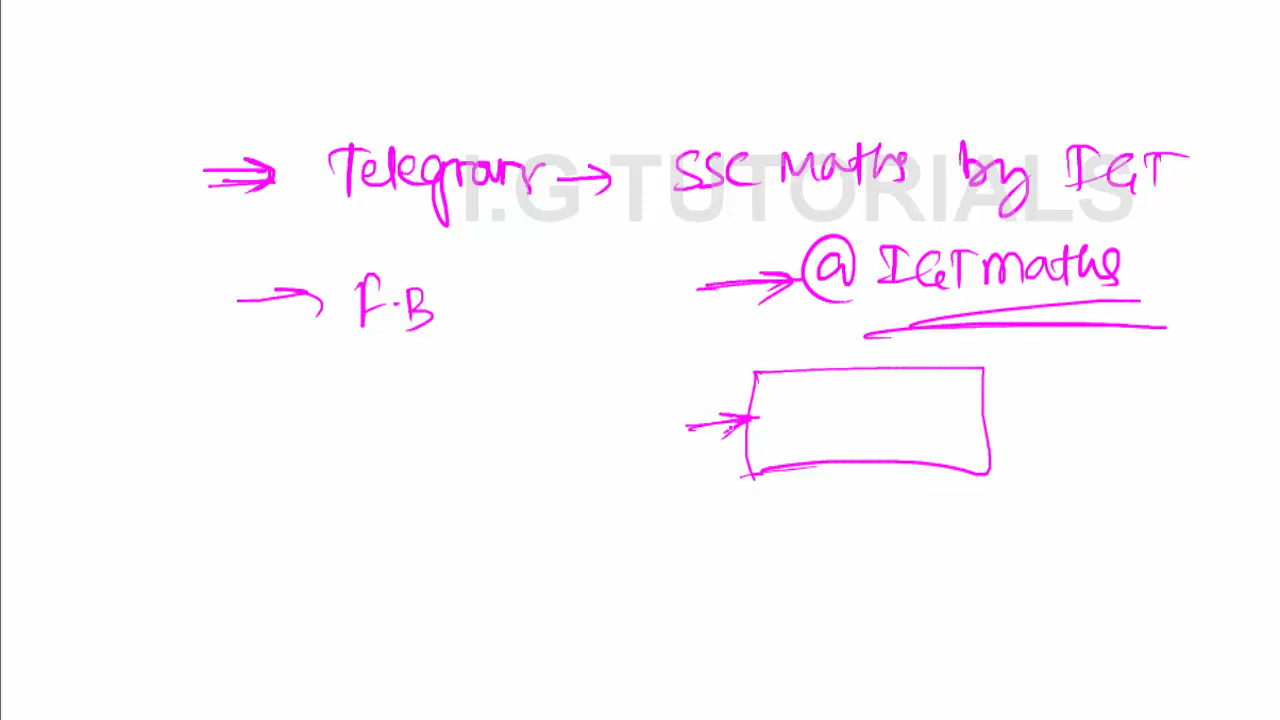 ⇒ Telegram → SSC Maths by IGT
I.G TUTORIALS
→ @ IGTmaths
→ F.B